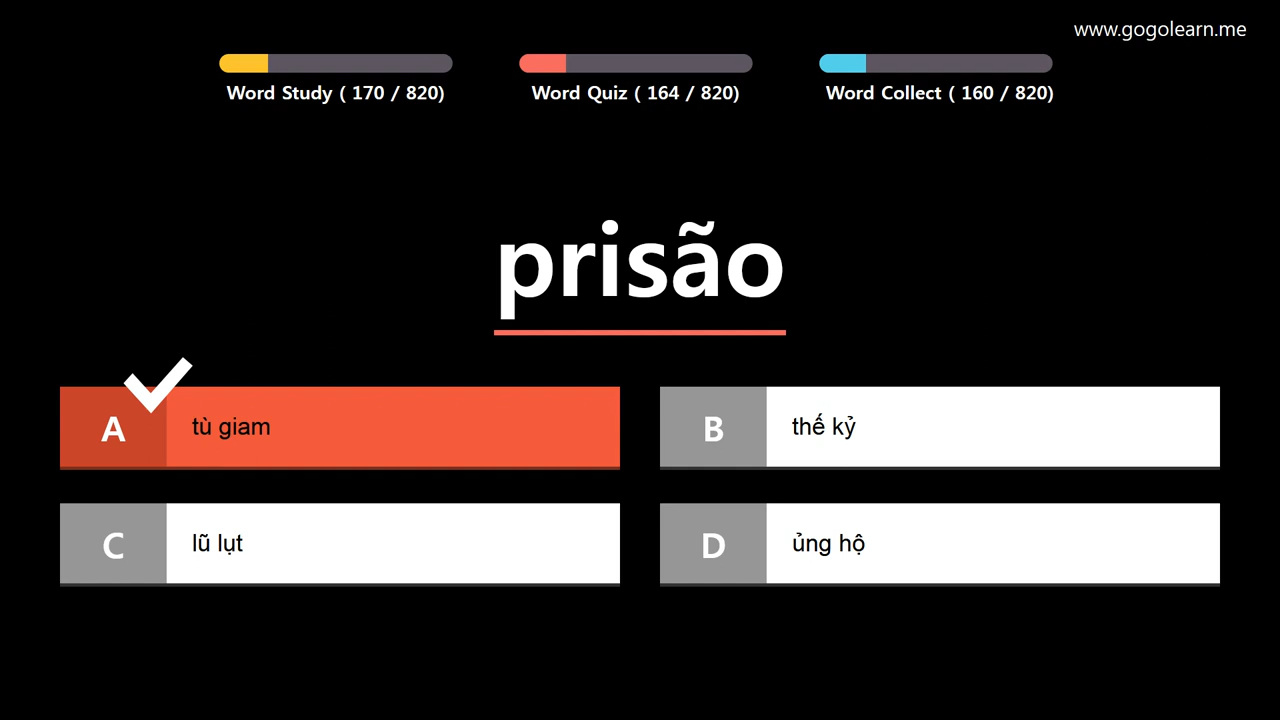 www.gogolearn.me
Word Study ( 170 / 820)
Word Quiz ( 164 / 820)
Word Collect ( 160 / 820)
prisão
A tù giam
B thế kỷ
C lũ lụt
D ủng hộ